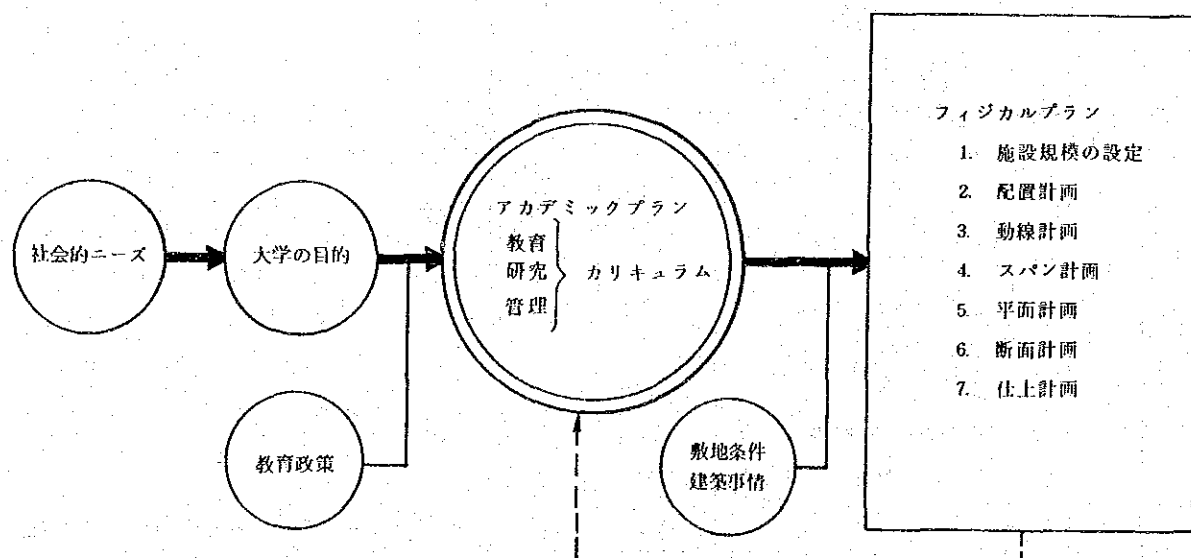 社会的ニーズ
大学の目的
教育政策
アカデミックプラン
教育
研究
管理
カリキュラム
敷地条件
建築事情
フィジカルプラン
1. 施設規模の設定
2. 配置計画
3. 動線計画
4. スパン計画
5. 平面計画
6. 断面計画
7. 仕上計画